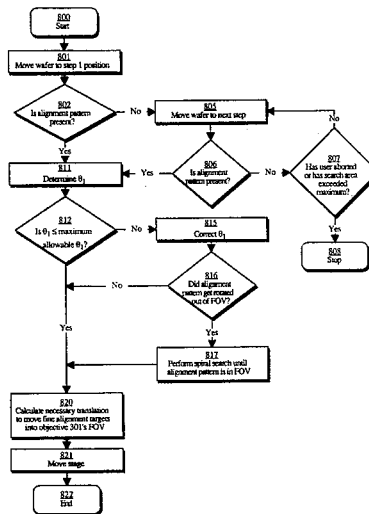 800
Start
801
Move wafer to step 1 position
802
Is alignment pattern present?
No
805
Move wafer to next step
No
Yes
811
Determine θ1
Yes
806
Is alignment pattern present?
No
807
Has user aborted or has search area exceeded maximum?
812
Is θ1 ≤ maximum allowable θ1?
No
815
Correct θ1
Yes
808
Stop
816
Did alignment pattern get rotated out of FOV?
No
Yes
Yes
817
Perform spiral search until alignment pattern is in FOV
820
Calculate necessary translation to move fine alignment targets into objective 301's FOV
821
Move stage
822
End